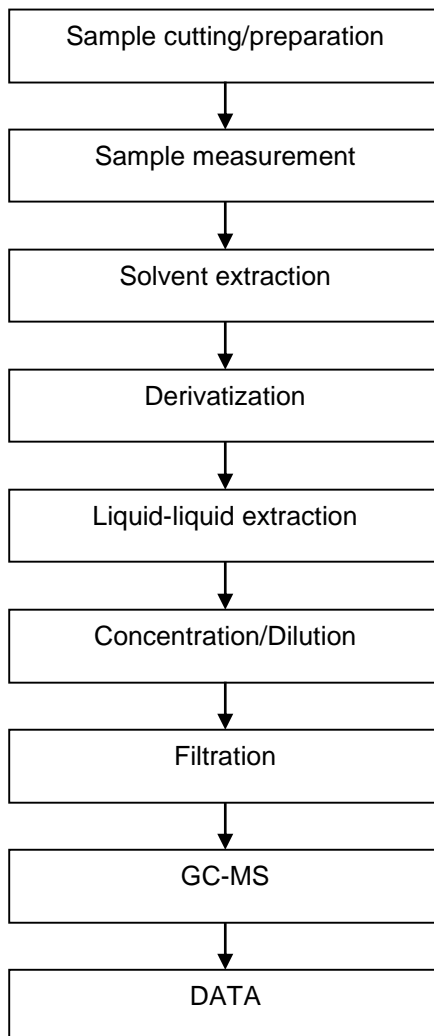 Sample cutting/preparation
Sample measurement
Solvent extraction
Derivatization
Liquid-liquid extraction
Concentration/Dilution
Filtration
GC-MS
DATA